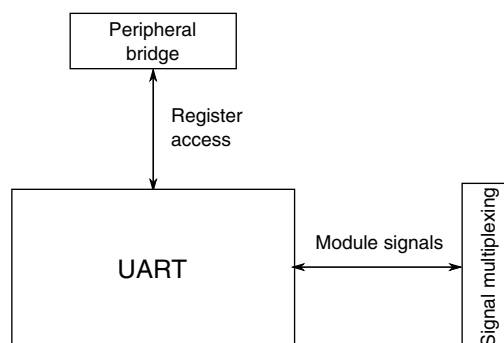 Peripheral
bridge
Register
access
UART
Module signals
Signal multiplexing